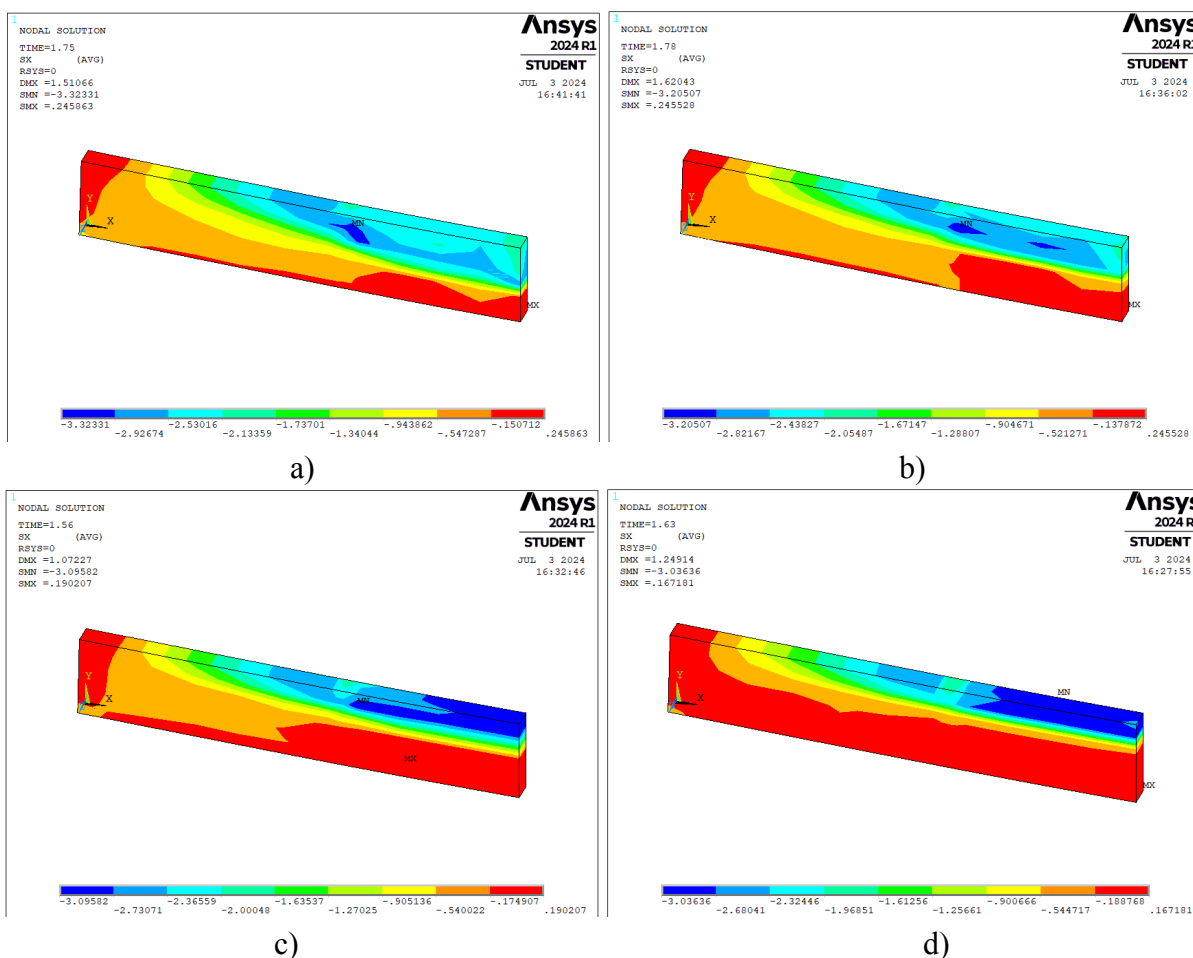 1
NODAL SOLUTION
TIME=1.75
SX (AVG)
RSYS=0
DMX=1.51066
SMN=-3.32331
SMX=.245863
Ansys
2024 R1
STUDENT
JUL 3 2024
16:41:41
Y
X
MN
MX
-3.32331 -2.53016 -1.73701 -.943862 -.150712
-2.92674 -2.13359 -1.34044 -.547287 .245863
a)
1
NODAL SOLUTION
TIME=1.78
SX (AVG)
RSYS=0
DMX=1.62043
SMN=-3.20507
SMX=.245528
Ansys
2024 R1
STUDENT
JUL 3 2024
16:36:02
Y
X
MN
MX
-3.20507 -2.43827 -1.67147 -.904671 -.137872
-2.82167 -2.05487 -1.28807 -.521271 .245528
b)
1
NODAL SOLUTION
TIME=1.56
SX (AVG)
RSYS=0
DMX=1.07227
SMN=-3.09582
SMX=.190207
Ansys
2024 R1
STUDENT
JUL 3 2024
16:32:46
Y
X
MN
MX
-3.09582 -2.36559 -1.63537 -.905136 -.174907
-2.73071 -2.00048 -1.27025 -.540022 .190207
c)
1
NODAL SOLUTION
TIME=1.63
SX (AVG)
RSYS=0
DMX=1.24914
SMN=-3.03636
SMX=.167181
Ansys
2024 R1
STUDENT
JUL 3 2024
16:27:55
MN
Y
X
MX
-3.03636 -2.32446 -1.61256 -.900666 -.188768
-2.68041 -1.96851 -1.25661 -.544717 .167181
d)